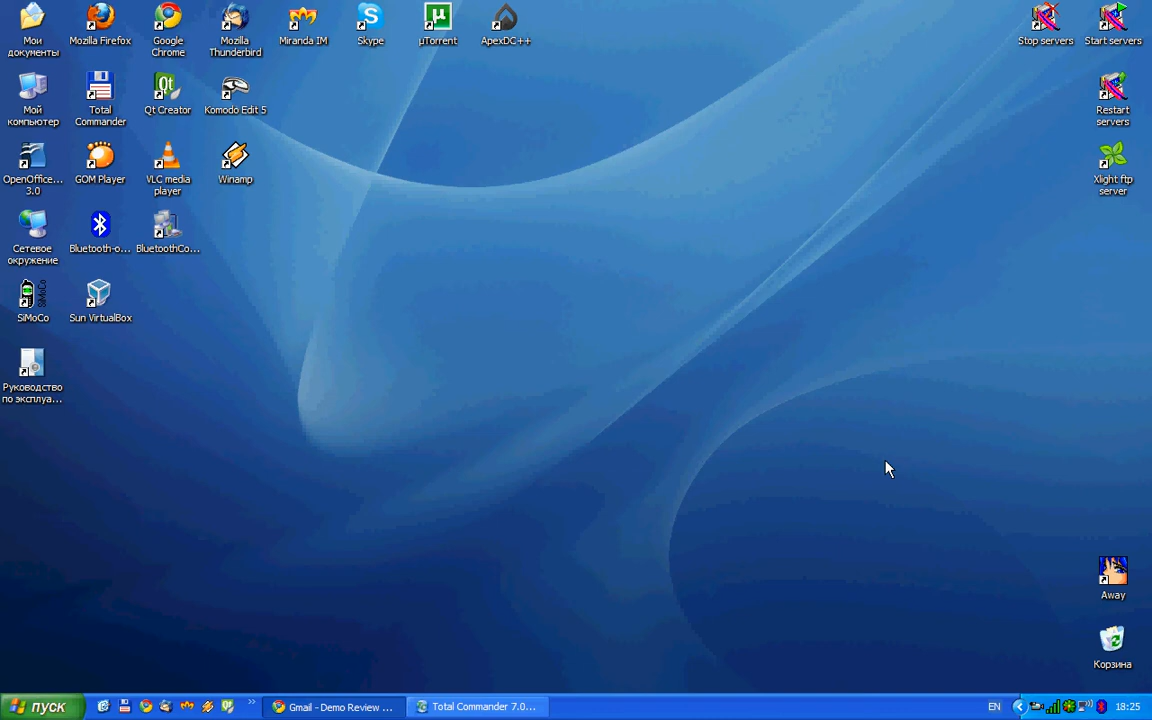 Мои
документы
Mozilla Firefox
Google
Chrome
Mozilla
Thunderbird
Miranda IM
Skype
µTorrent
ApexDC++
Stop servers
Start servers
Мой
компьютер
Total
Commander
Qt Creator
Komodo Edit 5
Restart
servers
OpenOffice...
3.0
GOM Player
VLC media
player
Winamp
Xlight ftp
server
Сетевое
окружение
Bluetooth-о...
BluetoothCo...
SiMoCo
Sun VirtualBox
Руководство
по эксплуа...
Away
Корзина
пуск
Gmail - Demo Review ...
Total Commander 7.0...
EN
18:25